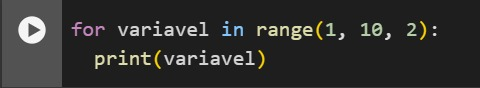 for variavel in range(1, 10, 2):
  print(variavel)